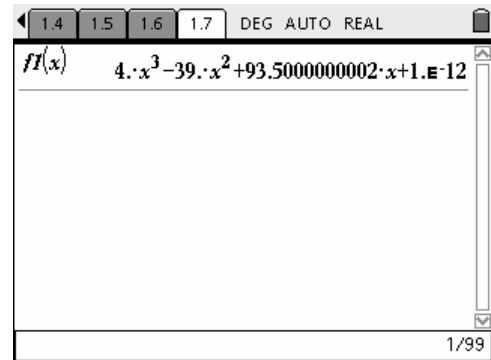 1.4 1.5 1.6 1.7 DEG AUTO REAL
f1(x) 4.·x³−39.·x²+93.5000000002·x+1.ᴇ-12
1/99